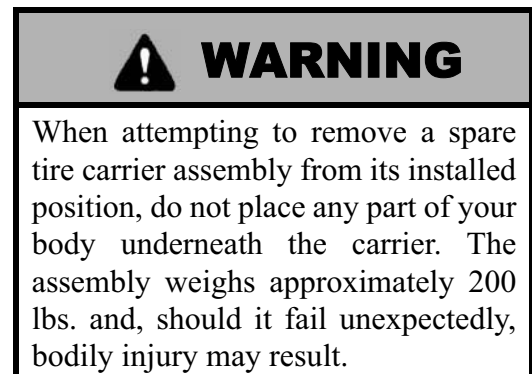 WARNING
When attempting to remove a spare
tire carrier assembly from its installed
position, do not place any part of your
body underneath the carrier. The
assembly weighs approximately 200
lbs. and, should it fail unexpectedly,
bodily injury may result.